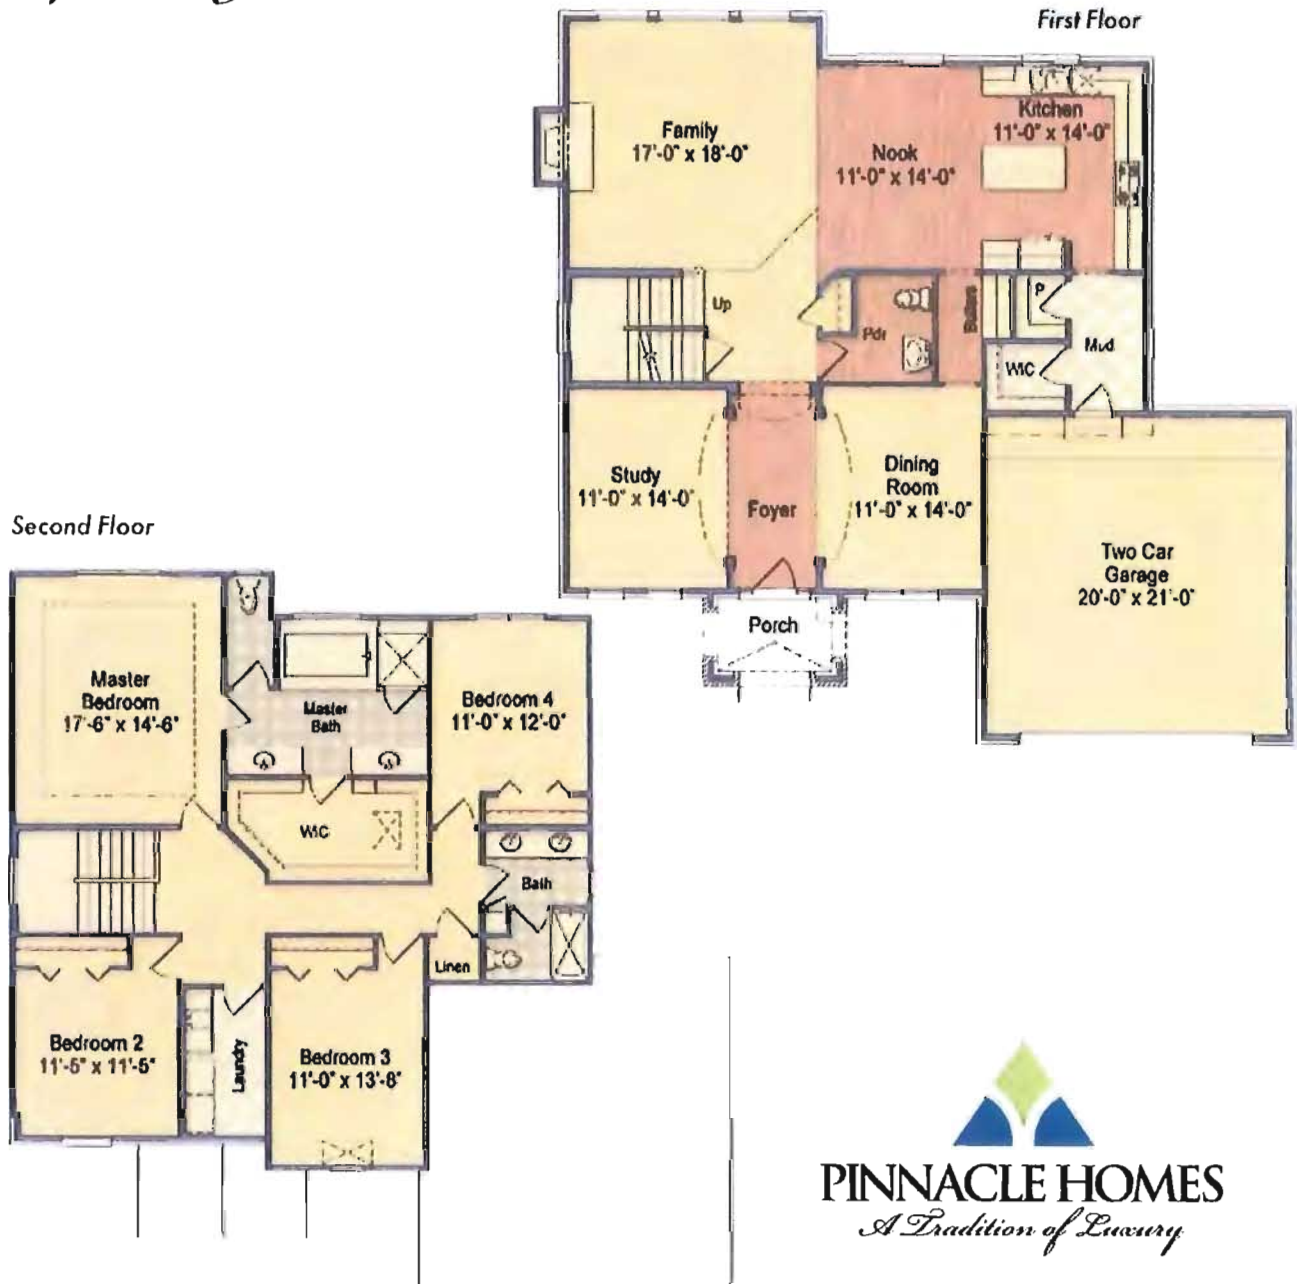 First Floor
Family
17'-0" x 18'-0"
Nook
11'-0" x 14'-0"
Kitchen
11'-0" x 14'-0"
Up
Pdr
Butlers
P
Mud
WIC
Study
11'-0" x 14'-0"
Foyer
Dining
Room
11'-0" x 14'-0"
Two Car
Garage
20'-0" x 21'-0"
Porch
Second Floor
Master
Bedroom
17'-6" x 14'-6"
Master
Bath
Bedroom 4
11'-0" x 12'-0"
WIC
Bath
Linen
Bedroom 2
11'-5" x 11'-5"
Laundry
Bedroom 3
11'-0" x 13'-8"
PINNACLE HOMES
A Tradition of Luxury